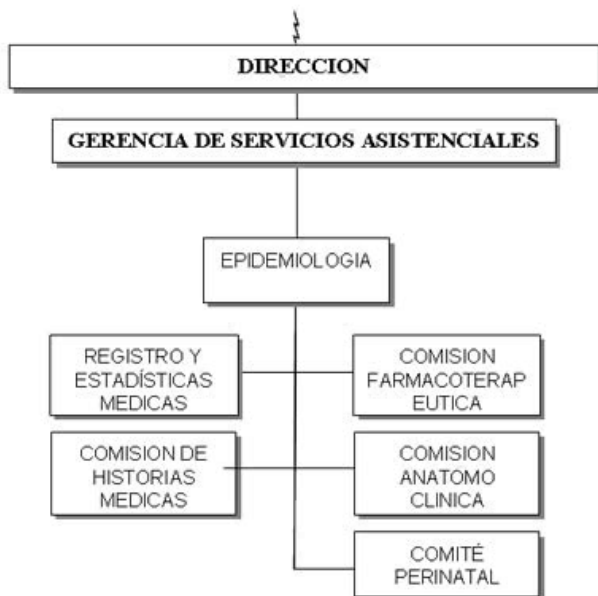 DIRECCION
GERENCIA DE SERVICIOS ASISTENCIALES
EPIDEMIOLOGIA
REGISTRO Y
ESTADÍSTICAS
MEDICAS
COMISION
FARMACOTERAP
EUTICA
COMISION DE
HISTORIAS
MEDICAS
COMISION
ANATOMO
CLINICA
COMITÉ
PERINATAL